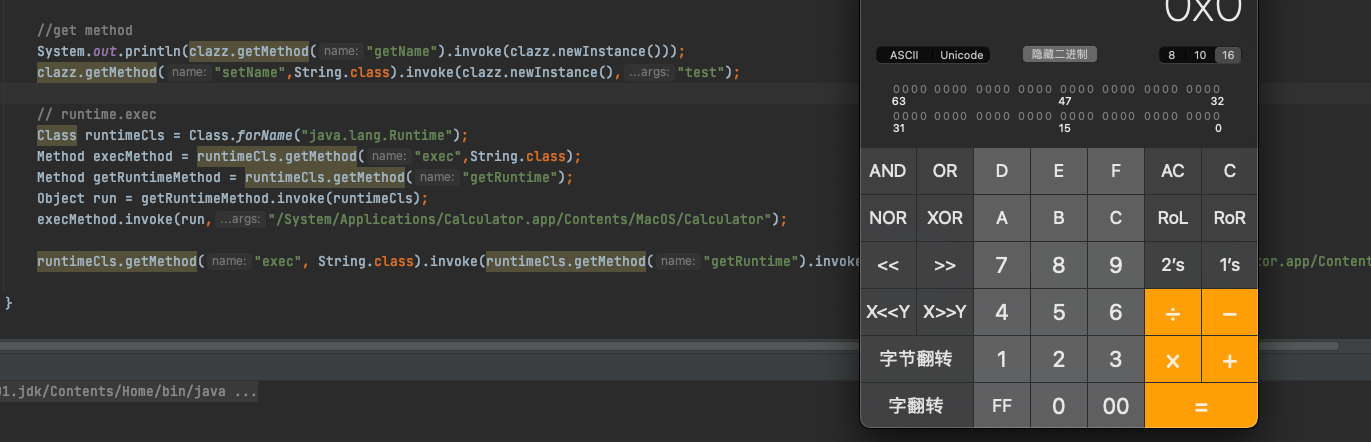 //get method
System.out.println(clazz.getMethod( name: "getName").invoke(clazz.newInstance()));
clazz.getMethod( name: "setName",String.class).invoke(clazz.newInstance(), ...args: "test");
// runtime.exec
Class runtimeCls = Class.forName("java.lang.Runtime");
Method execMethod = runtimeCls.getMethod( name: "exec",String.class);
Method getRuntimeMethod = runtimeCls.getMethod( name: "getRuntime");
Object run = getRuntimeMethod.invoke(runtimeCls);
execMethod.invoke(run, ...args: "/System/Applications/Calculator.app/Contents/MacOS/Calculator");
runtimeCls.getMethod( name: "exec", String.class).invoke(runtimeCls.getMethod( name: "getRuntime").invoke
tor.app/Content
}
01.jdk/Contents/Home/bin/java ...
0x0
ASCII Unicode 隐藏二进制 8 10 16
0000 0000 0000 0000 0000 0000 0000 0000
63 47 32
0000 0000 0000 0000 0000 0000 0000 0000
31 15 0
AND OR D E F AC C
NOR XOR A B C RoL RoR
<< >> 7 8 9 2's 1's
X<<Y X>>Y 4 5 6 ÷ −
字节翻转 1 2 3 × +
字翻转 FF 0 00 =